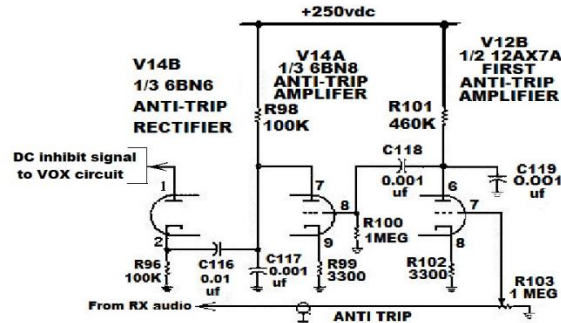 +250vdc
V14B
1/3 6BN6
ANTI-TRIP
RECTIFIER
V14A
1/3 6BN8
ANTI-TRIP
AMPLIFER
V12B
1/2 12AX7A
FIRST
ANTI-TRIP
AMPLIFIER
R98
100K
R101
460K
DC inhibit signal
to VOX circuit
C118
0.001
uf
C119
0.001
uf
1
2
7
8
9
6
7
8
R100
1MEG
R96
100K
C116
0.01
uf
C117
0.001
uf
R99
3300
R102
3300
R103
1 MEG
From RX audio
ANTI TRIP